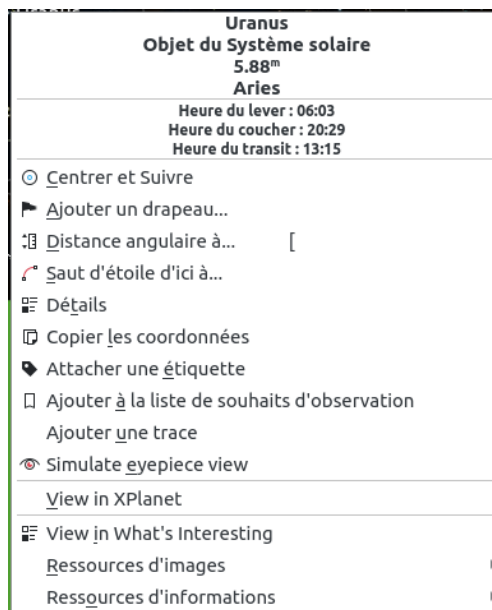 Uranus
Objet du Système solaire
5.88ᵐ
Aries
Heure du lever : 06:03
Heure du coucher : 20:29
Heure du transit : 13:15
Centrer et Suivre
Ajouter un drapeau...
Distance angulaire à... [
Saut d'étoile d'ici à...
Détails
Copier les coordonnées
Attacher une étiquette
Ajouter à la liste de souhaits d'observation
Ajouter une trace
Simulate eyepiece view
View in XPlanet
View in What's Interesting
Ressources d'images
Ressources d'informations